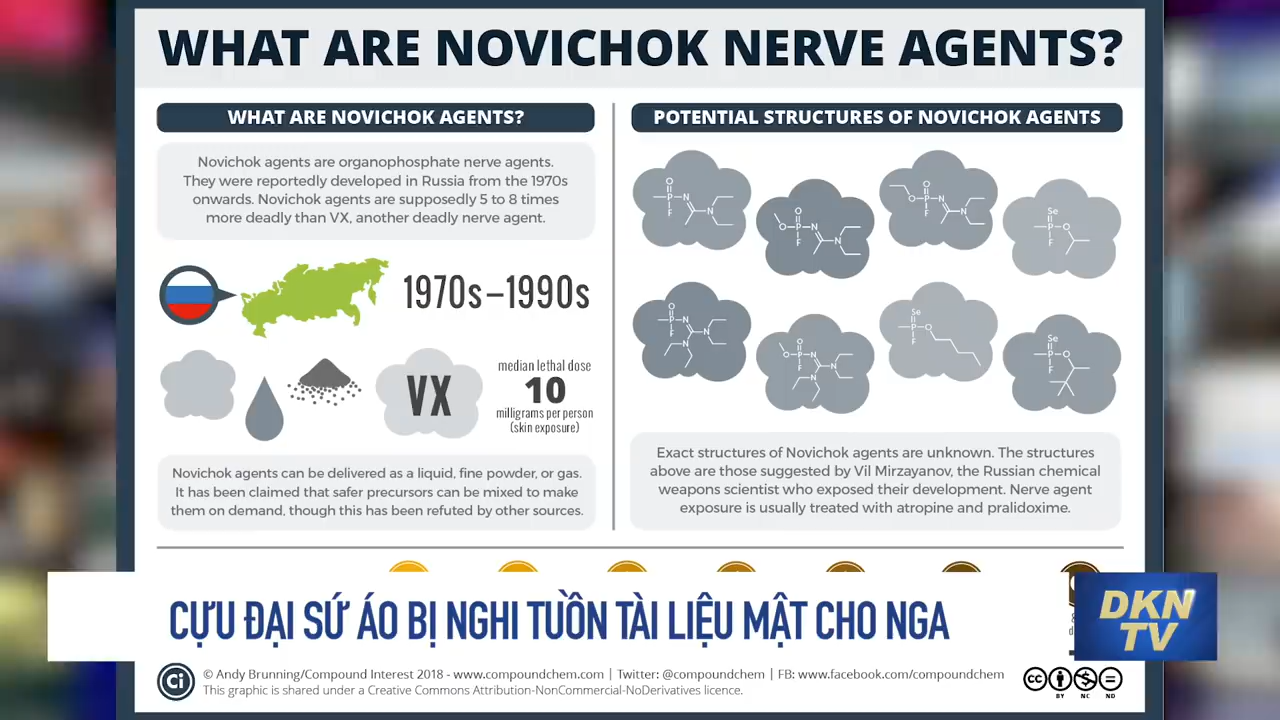 WHAT ARE NOVICHOK NERVE AGENTS?
WHAT ARE NOVICHOK AGENTS?
Novichok agents are organophosphate nerve agents.
They were reportedly developed in Russia from the 1970s
onwards. Novichok agents are supposedly 5 to 8 times
more deadly than VX, another deadly nerve agent.
1970s–1990s
VX
median lethal dose
10
milligrams per person
(skin exposure)
Novichok agents can be delivered as a liquid, fine powder, or gas.
It has been claimed that safer precursors can be mixed to make
them on demand, though this has been refuted by other sources.
POTENTIAL STRUCTURES OF NOVICHOK AGENTS
Exact structures of Novichok agents are unknown. The structures
above are those suggested by Vil Mirzayanov, the Russian chemical
weapons scientist who exposed their development. Nerve agent
exposure is usually treated with atropine and pralidoxime.
CỰU ĐẠI SỨ ÁO BỊ NGHI TUỒN TÀI LIỆU MẬT CHO NGA
DKN
TV
Ci
© Andy Brunning/Compound Interest 2018 - www.compoundchem.com | Twitter: @compoundchem | FB: www.facebook.com/compoundchem
This graphic is shared under a Creative Commons Attribution-NonCommercial-NoDerivatives licence.
CC
BY NC ND